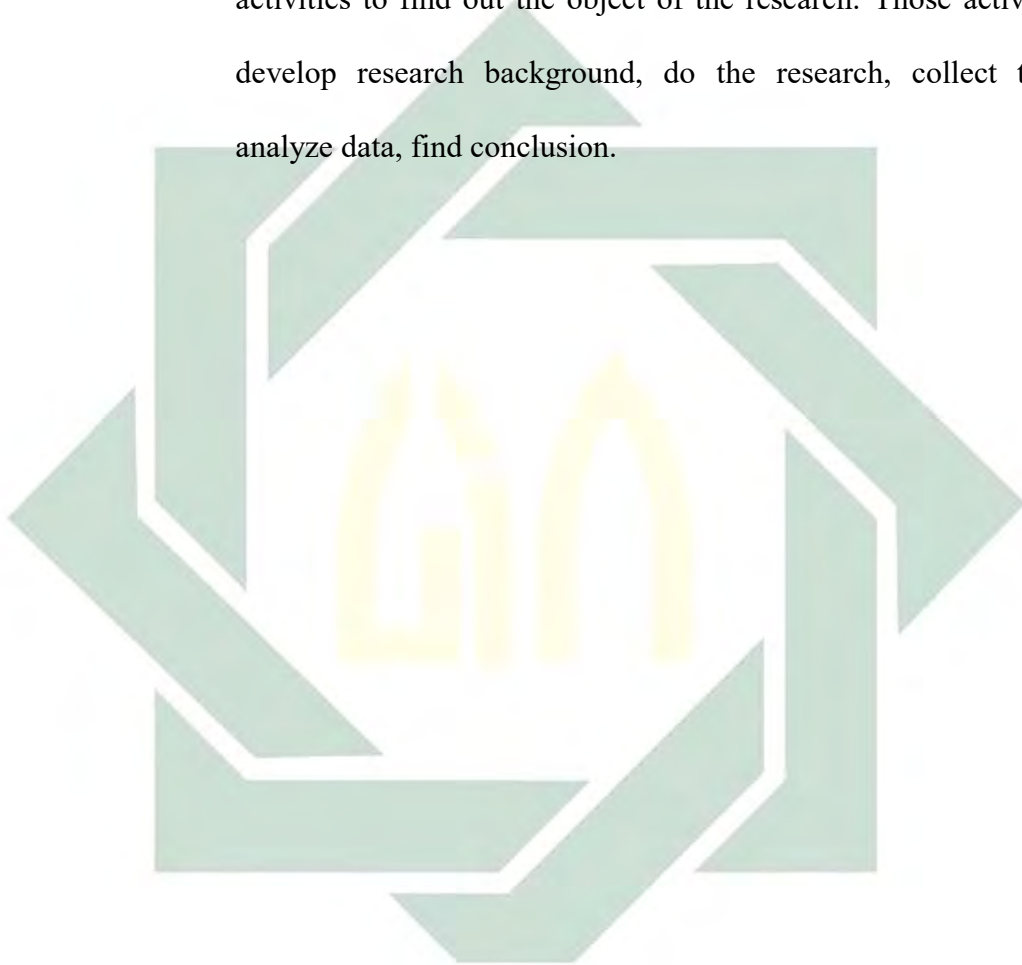 activities to find out the object of the research. Those activ
develop research background, do the research, collect t
analyze data, find conclusion.